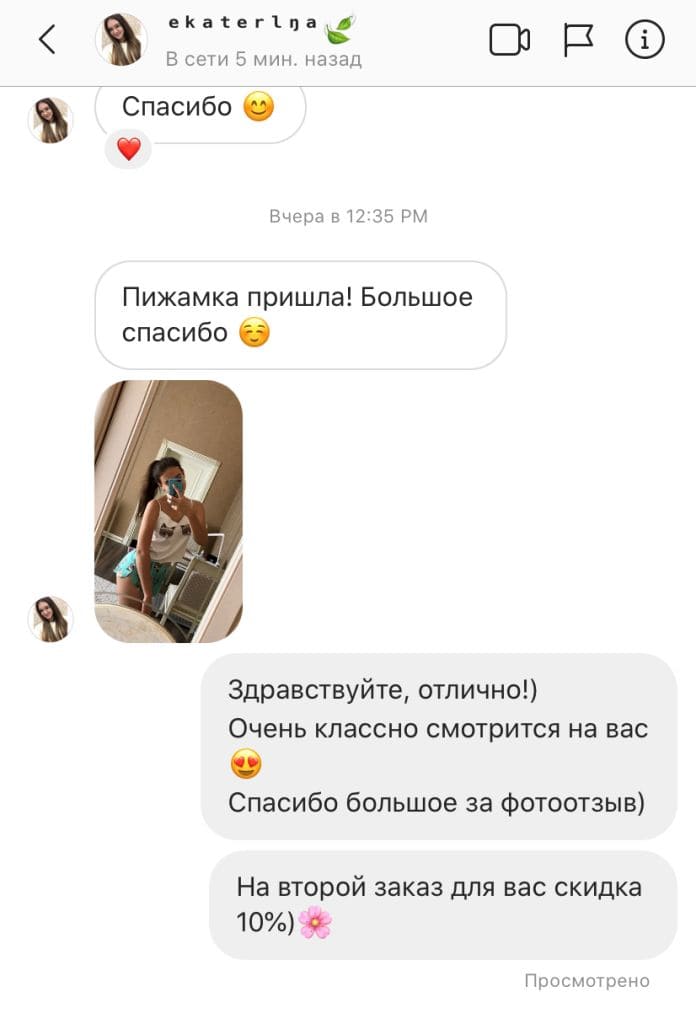 ekaterlŋa🍃
В сети 5 мин. назад
Спасибо 😊
❤️
Вчера в 12:35 PM
Пижамка пришла! Большое
спасибо ☺️
Здравствуйте, отлично!)
Очень классно смотрится на вас
😍
Спасибо большое за фотоотзыв)
На второй заказ для вас скидка
10%)🌸
Просмотрено